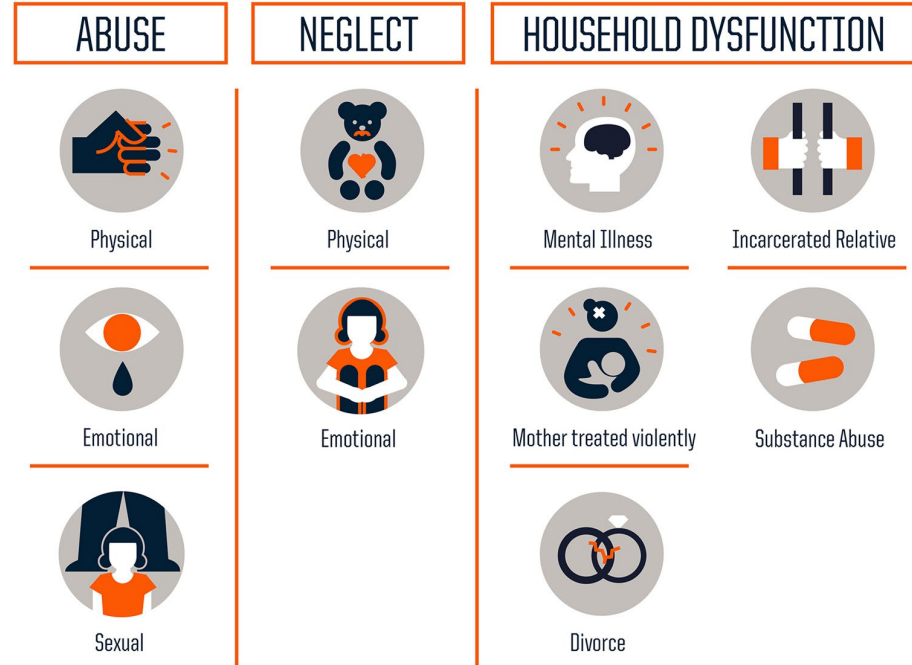 ABUSE
Physical
Emotional
Sexual
NEGLECT
Physical
Emotional
HOUSEHOLD DYSFUNCTION
Mental Illness
Incarcerated Relative
Mother treated violently
Substance Abuse
Divorce